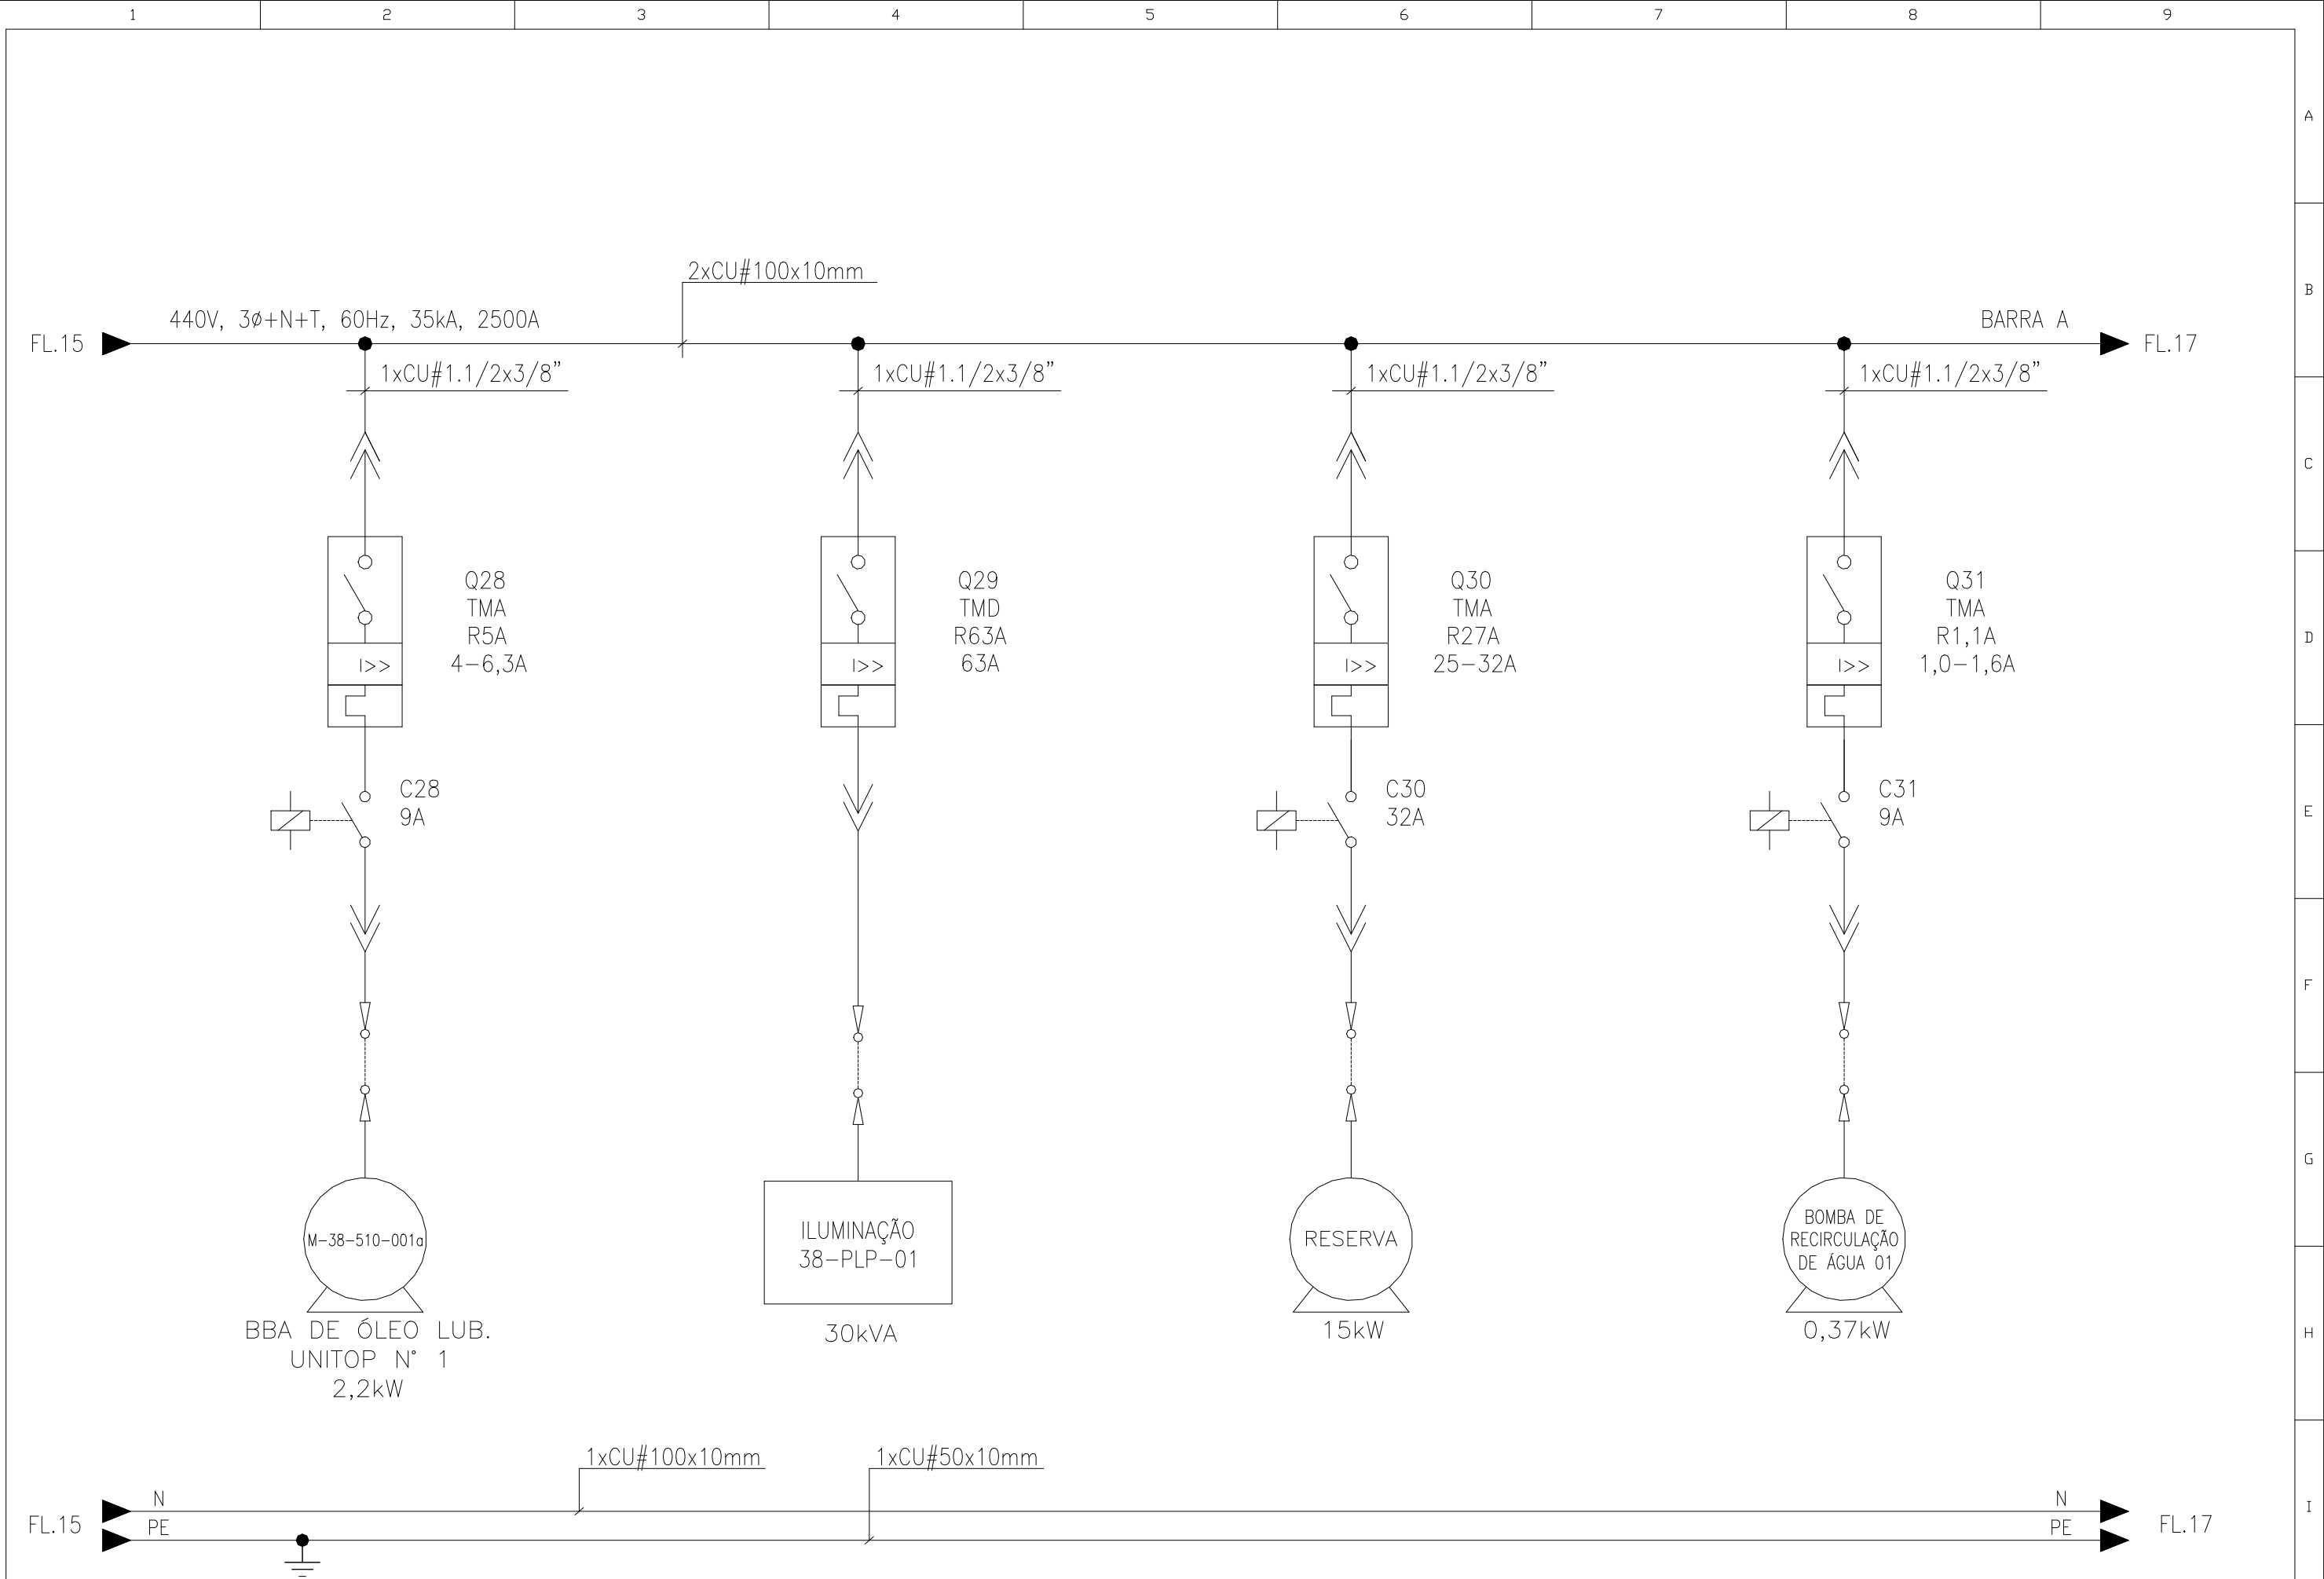 1 2 3 4 5 6 7 8 9
A
B
C
D
E
F
G
H
I
2xCU#100x10mm
440V, 3ø+N+T, 60Hz, 35kA, 2500A
BARRA A
FL.15
FL.17
1xCU#1.1/2x3/8"
1xCU#1.1/2x3/8"
1xCU#1.1/2x3/8"
1xCU#1.1/2x3/8"
Q28
TMA
R5A
4-6,3A
I>>
Q29
TMD
R63A
63A
I>>
Q30
TMA
R27A
25-32A
I>>
Q31
TMA
R1,1A
1,0-1,6A
I>>
C28
9A
C30
32A
C31
9A
M-38-510-001a
BBA DE ÓLEO LUB.
UNITOP N° 1
2,2kW
ILUMINAÇÃO
38-PLP-01
30kVA
RESERVA
15kW
BOMBA DE
RECIRCULAÇÃO
DE ÁGUA 01
0,37kW
1xCU#100x10mm
1xCU#50x10mm
FL.15
N
PE
N
PE
FL.17